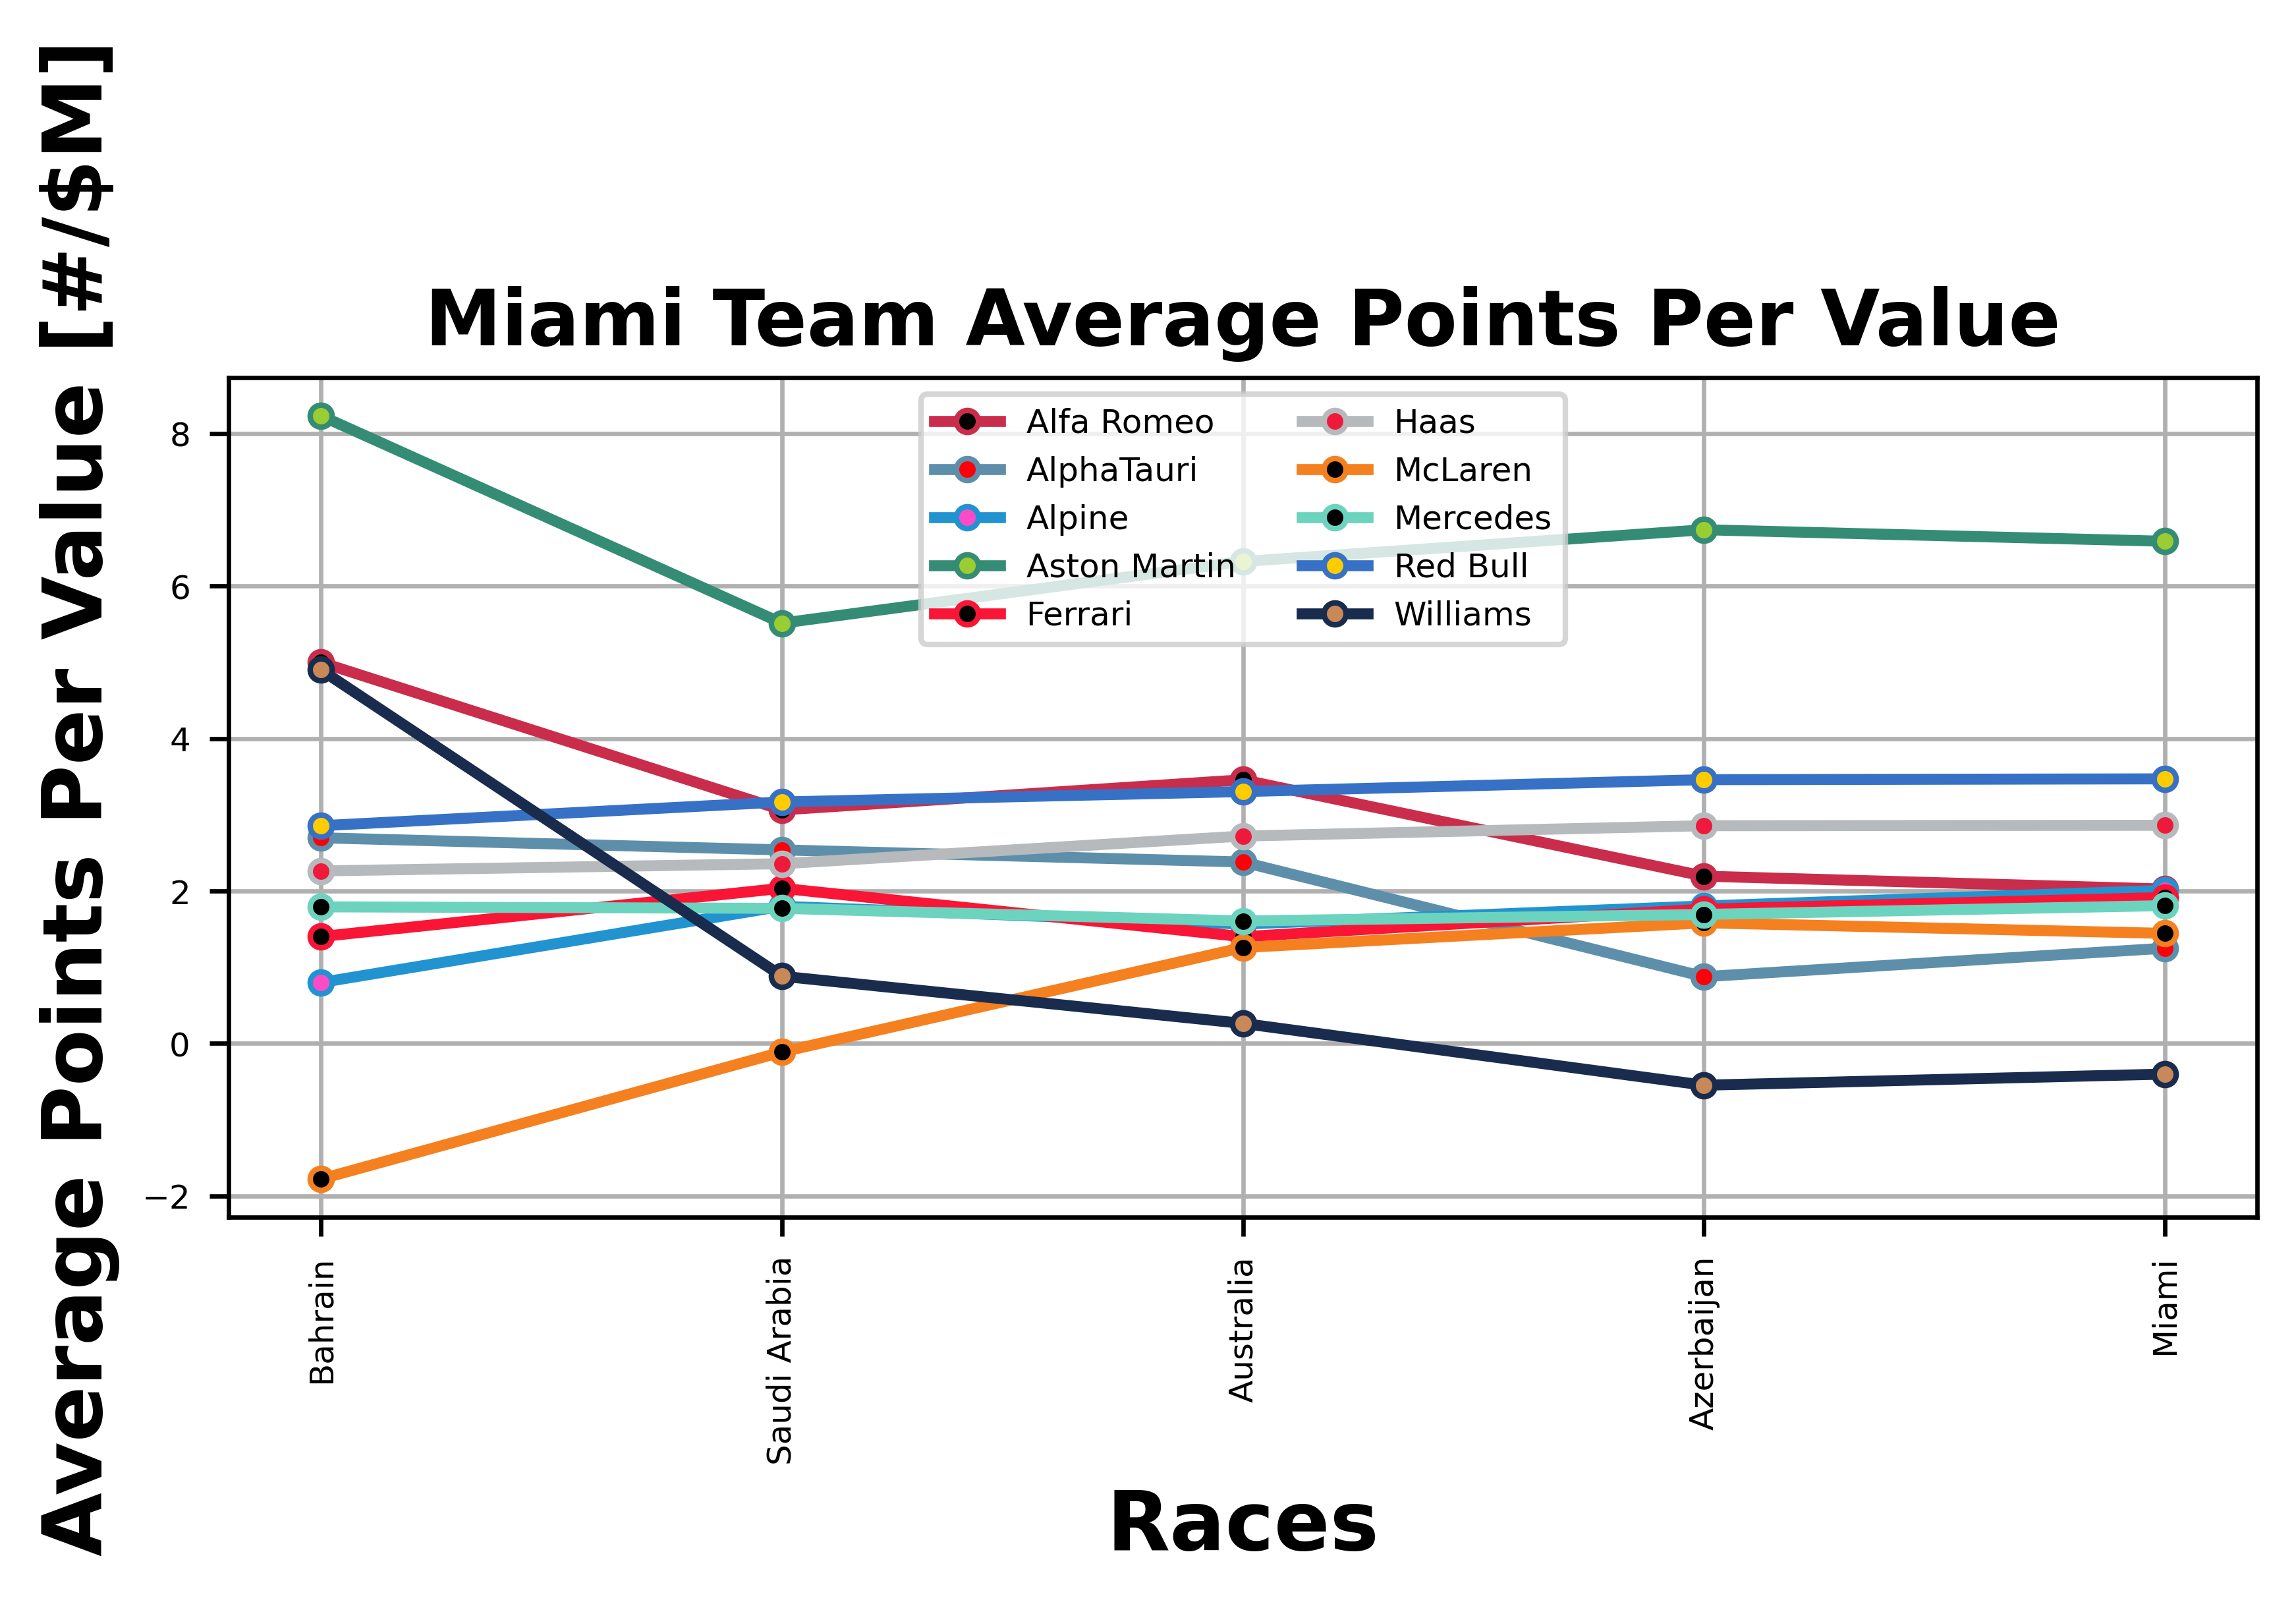 Miami Team Average Points Per Value
Average Points Per Value [#/$M]
8
6
4
2
0
−2
Alfa Romeo
AlphaTauri
Alpine
Aston Martin
Ferrari
Haas
McLaren
Mercedes
Red Bull
Williams
Bahrain
Saudi Arabia
Australia
Azerbaijan
Miami
Races